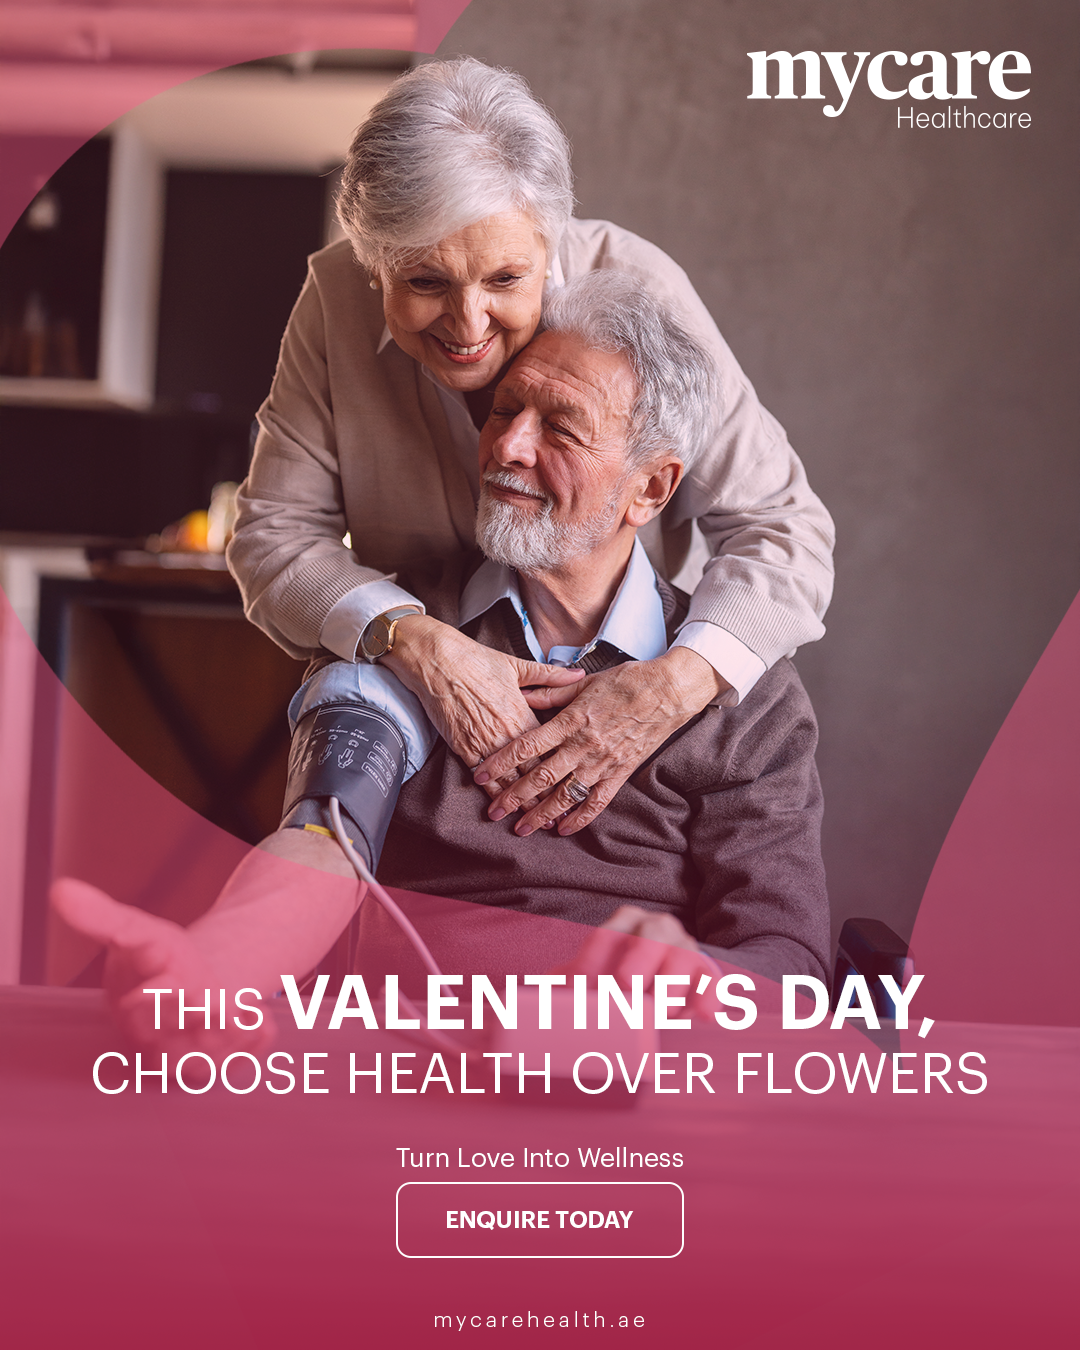 mycare
Healthcare
THIS VALENTINE’S DAY,
CHOOSE HEALTH OVER FLOWERS
Turn Love Into Wellness
ENQUIRE TODAY
mycarehealth.ae